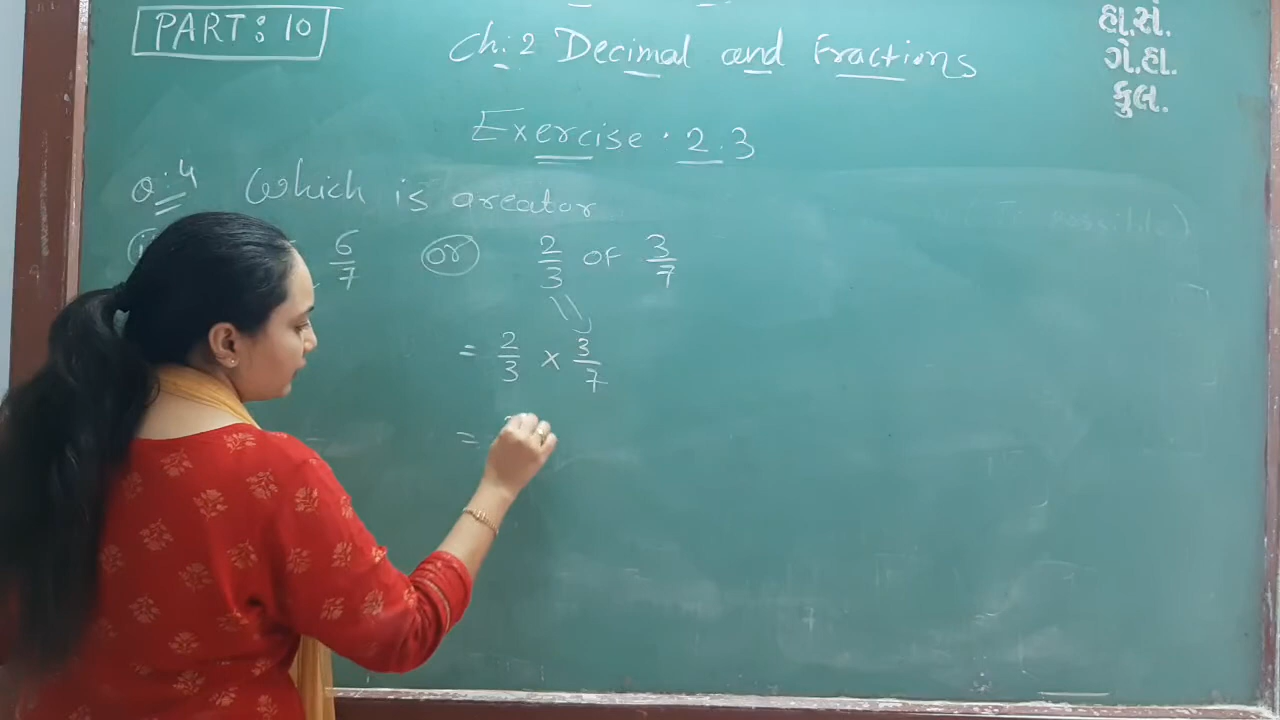 PART: 10
Ch: 2 Decimal and Fractions
હા.સં.
ગે.હા.
કુલ.
Exercise · 2.3
Q:4 Which is greator
(i) 6/7 (or) 2/3 of 3/7
= 2/3 × 3/7
=